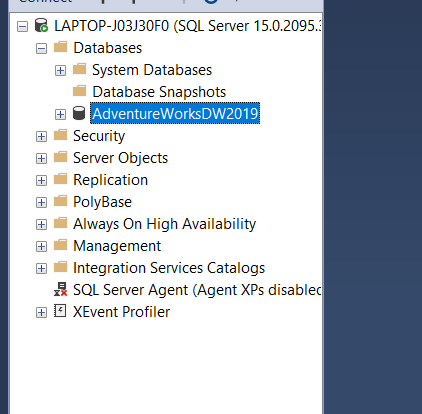 LAPTOP-J03J30F0 (SQL Server 15.0.2095.3
Databases
System Databases
Database Snapshots
AdventureWorksDW2019
Security
Server Objects
Replication
PolyBase
Always On High Availability
Management
Integration Services Catalogs
SQL Server Agent (Agent XPs disabled
XEvent Profiler